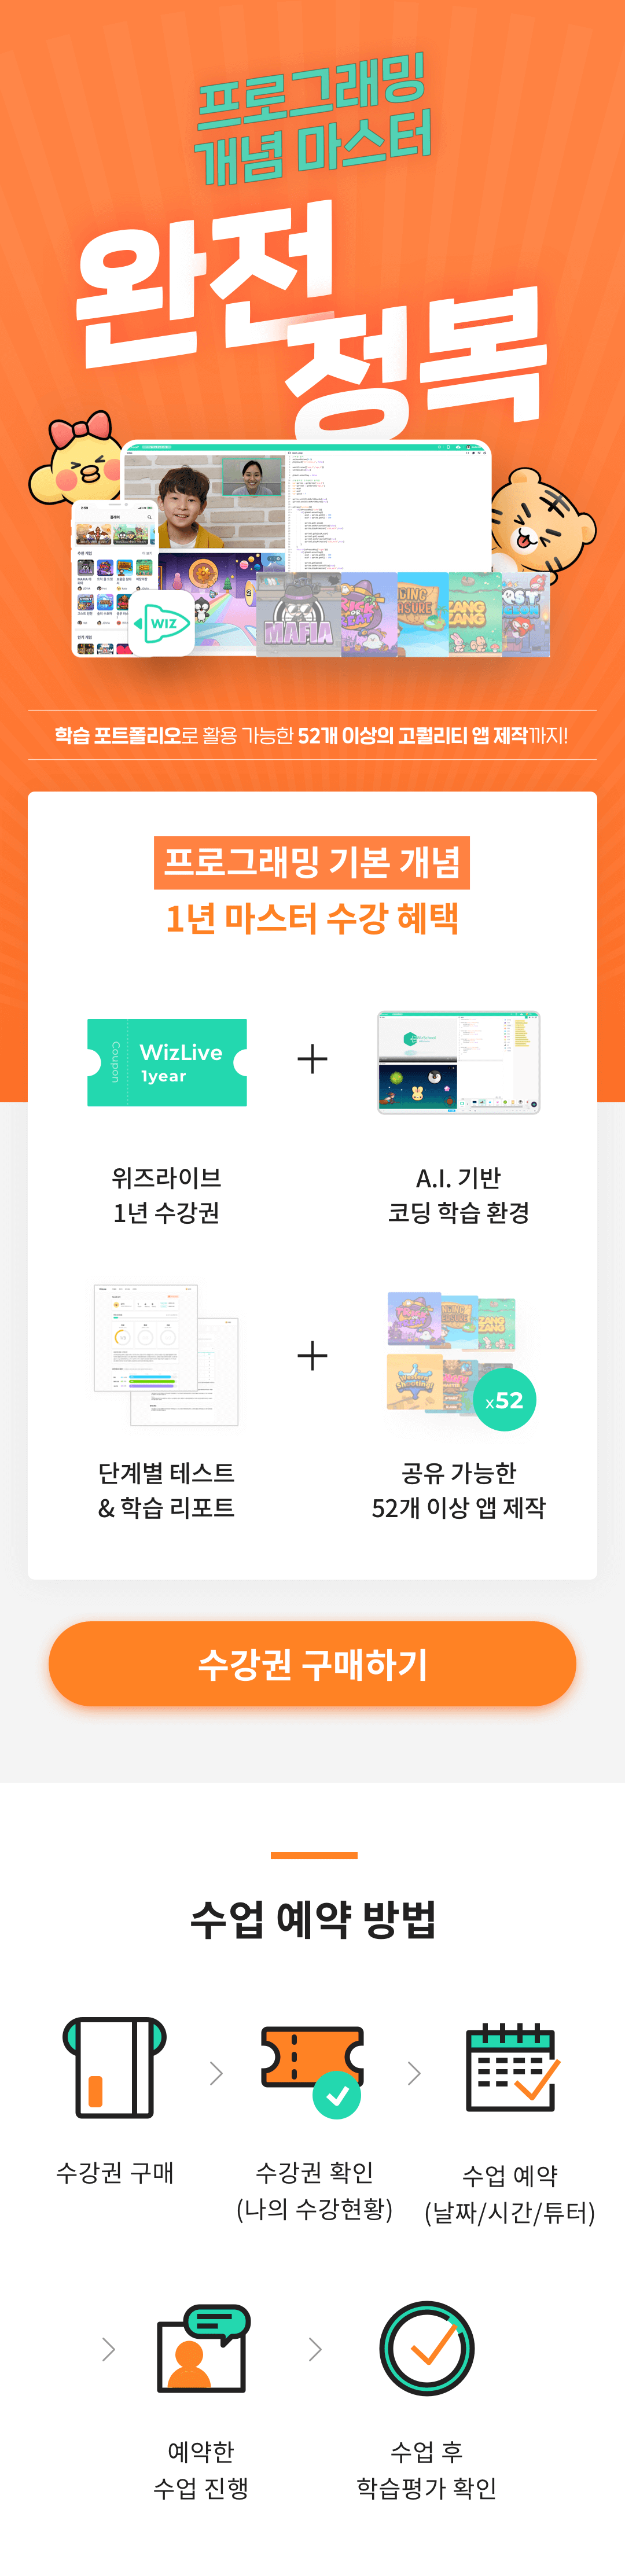 프로그래밍
개념 마스터
완전
정복
WIZ
MAFIA
학습 포트폴리오로 활용 가능한 52개 이상의 고퀄리티 앱 제작까지!
프로그래밍 기본 개념
1년 마스터 수강 혜택
Coupon
WizLive
1year
위즈라이브
1년 수강권
A.I. 기반
코딩 학습 환경
x52
단계별 테스트
& 학습 리포트
공유 가능한
52개 이상 앱 제작
수강권 구매하기
수업 예약 방법
수강권 구매
수강권 확인
(나의 수강현황)
수업 예약
(날짜/시간/튜터)
예약한
수업 진행
수업 후
학습평가 확인